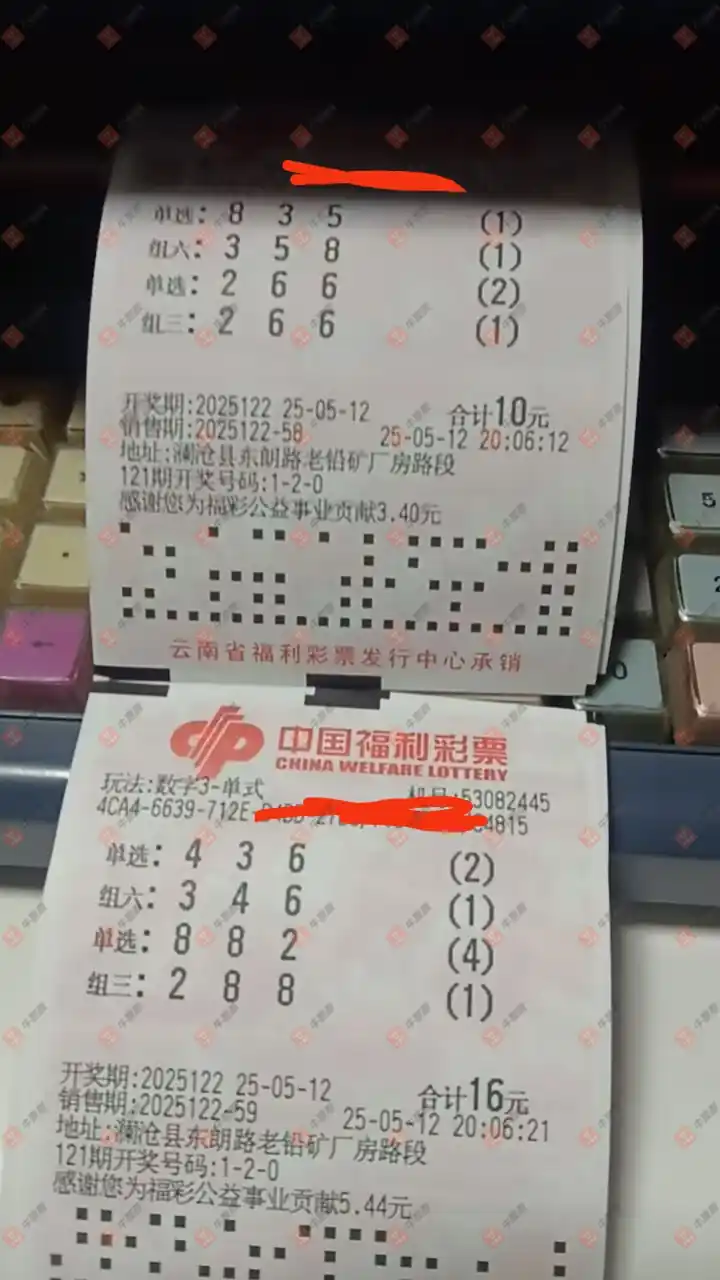 单选: 8 3 5 (1)
组六: 3 5 8 (1)
单选: 2 6 6 (2)
组三: 2 6 6 (1)
开奖期:2025122 25-05-12 合计10元
销售期:2025122-58 25-05-12 20:06:12
地址:澜沧县东朗路老铅矿厂房路段
121期开奖号码:1-2-0
感谢您为福彩公益事业贡献3.40元
云南省福利彩票发行中心承销
中国福利彩票
CHINA WELFARE LOTTERY
玩法:数字3-单式 机号:53082445
4CA4-6639-712E- 4815
单选: 4 3 6 (2)
组六: 3 4 6 (1)
单选: 8 8 2 (4)
组三: 2 8 8 (1)
开奖期:2025122 25-05-12 合计16元
销售期:2025122-59 25-05-12 20:06:21
地址:澜沧县东朗路老铅矿厂房路段
121期开奖号码:1-2-0
感谢您为福彩公益事业贡献5.44元